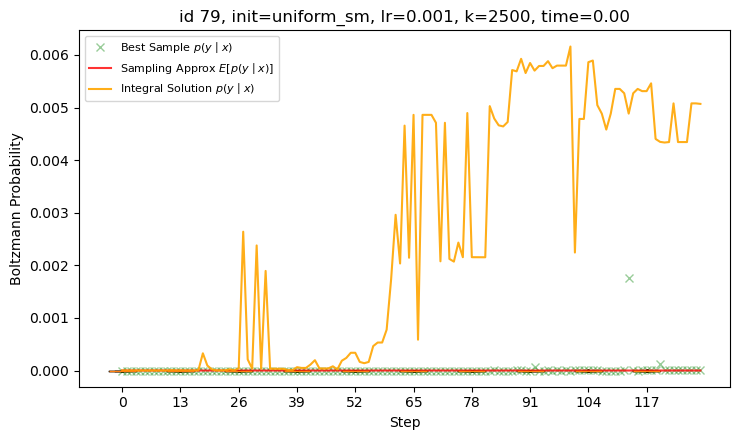 id 79, init=uniform_sm, lr=0.001, k=2500, time=0.00
Best Sample p(y | x)
Sampling Approx E[p(y | x)]
Integral Solution p(y | x)
Boltzmann Probability
0.006
0.005
0.004
0.003
0.002
0.001
0.000
0 13 26 39 52 65 78 91 104 117
Step